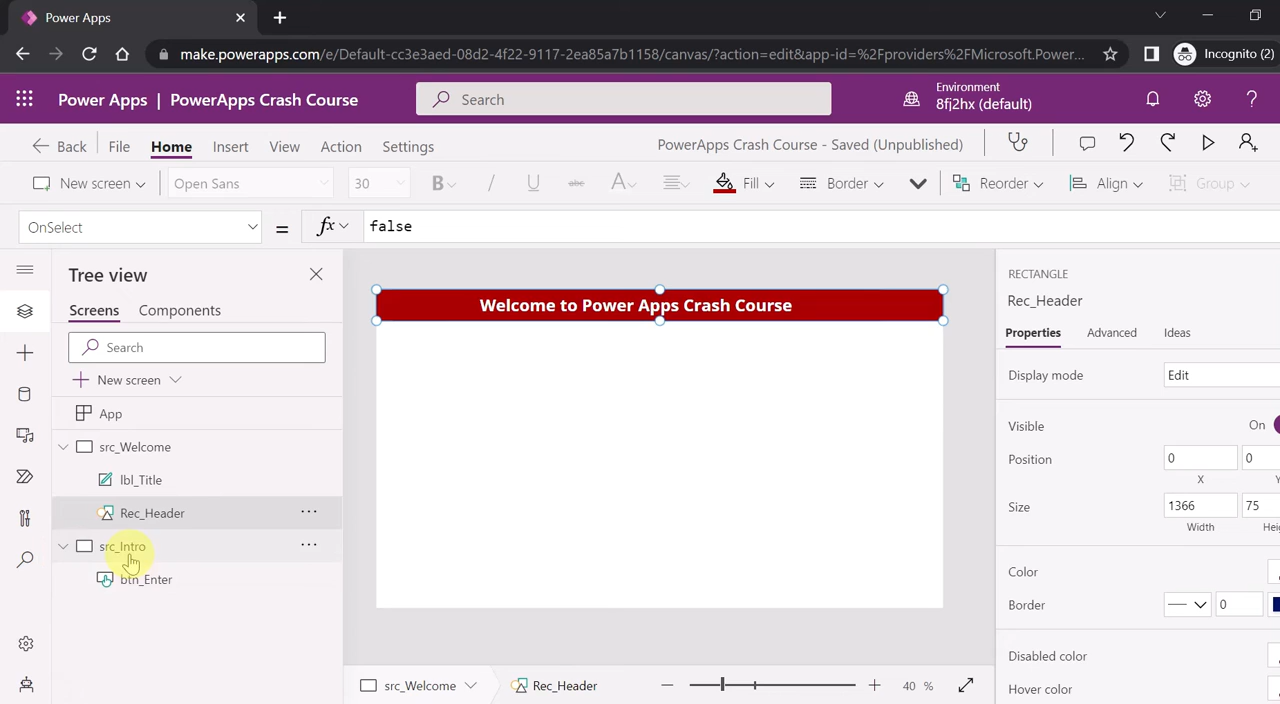 Power Apps
make.powerapps.com/e/Default-cc3e3aed-08d2-4f22-9117-2ea85a7b1158/canvas/?action=edit&app-id=%2Fproviders%2FMicrosoft.Power...
Incognito (2)
Power Apps | PowerApps Crash Course
Search
Environment
8fj2hx (default)
Back File Home Insert View Action Settings
PowerApps Crash Course - Saved (Unpublished)
New screen Open Sans 30 B Fill Border Reorder Align Group
OnSelect = fx false
Tree view
Screens Components
Search
New screen
App
src_Welcome
lbl_Title
Rec_Header
src_Intro
btn_Enter
Welcome to Power Apps Crash Course
RECTANGLE
Rec_Header
Properties Advanced Ideas
Display mode Edit
Visible On
Position 0 0
X Y
Size 1366 75
Width Hei
Color
Border 0
Disabled color
Hover color
src_Welcome Rec_Header 40 %